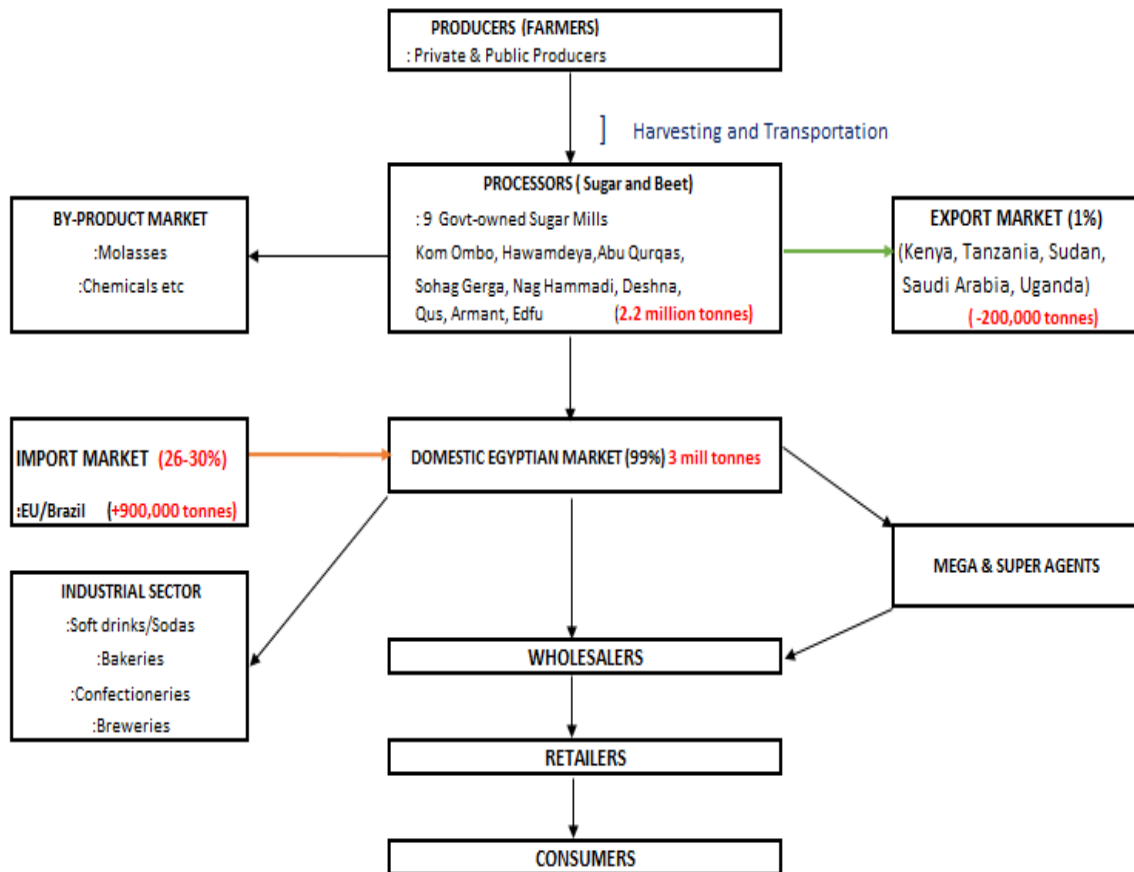 PRODUCERS (FARMERS)
: Private & Public Producers
] Harvesting and Transportation
PROCESSORS ( Sugar and Beet)
: 9 Govt-owned Sugar Mills
Kom Ombo, Hawamdeya,Abu Qurqas,
Sohag Gerga, Nag Hammadi, Deshna,
Qus, Armant, Edfu (2.2 million tonnes)
BY-PRODUCT MARKET
:Molasses
:Chemicals etc
EXPORT MARKET (1%)
(Kenya, Tanzania, Sudan,
Saudi Arabia, Uganda)
( -200,000 tonnes)
IMPORT MARKET (26-30%)
:EU/Brazil (+900,000 tonnes)
DOMESTIC EGYPTIAN MARKET (99%) 3 mill tonnes
MEGA & SUPER AGENTS
INDUSTRIAL SECTOR
:Soft drinks/Sodas
:Bakeries
:Confectioneries
:Breweries
WHOLESALERS
RETAILERS
CONSUMERS